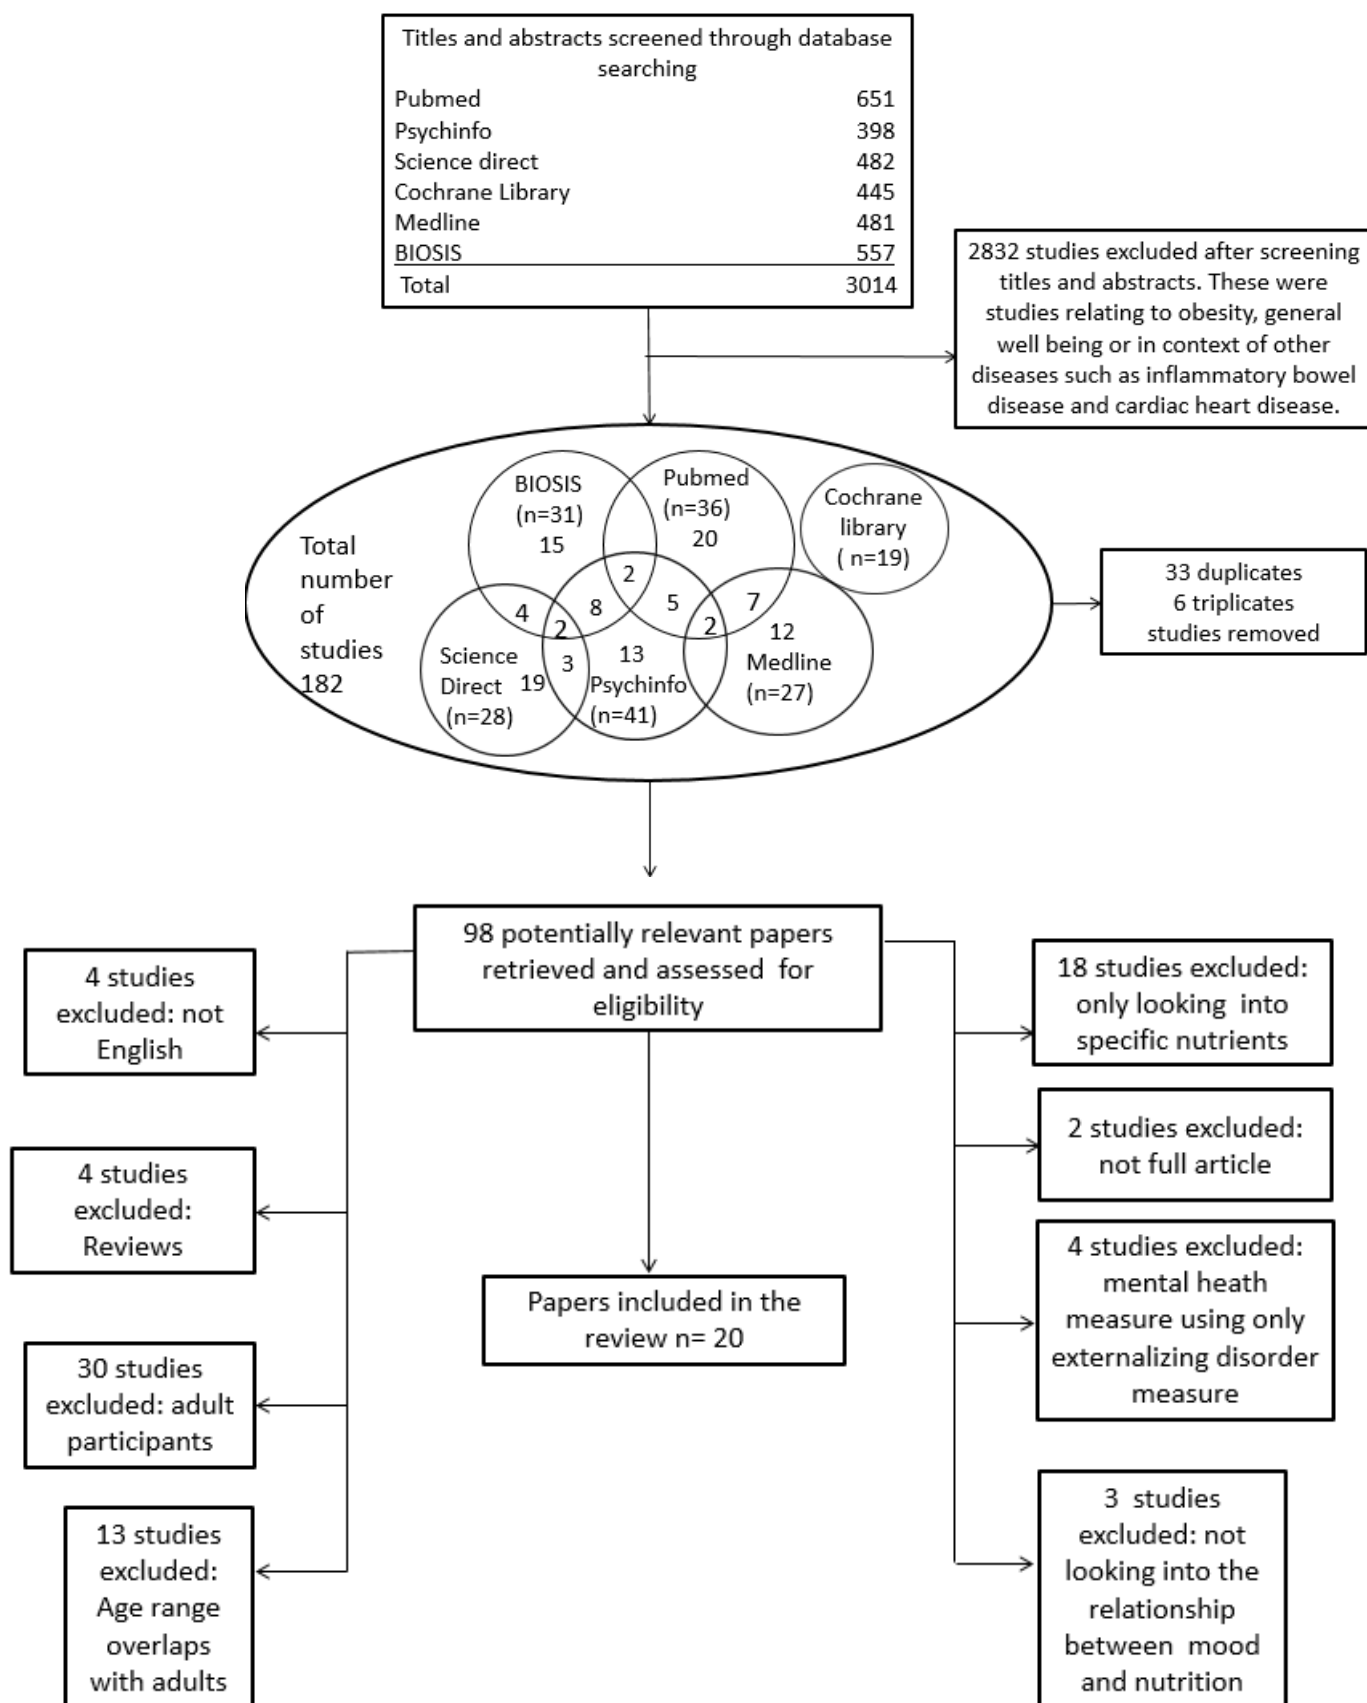 Titles and abstracts screened through database
searching
Pubmed 651
Psychinfo 398
Science direct 482
Cochrane Library 445
Medline 481
BIOSIS 557
Total 3014
2832 studies excluded after screening
titles and abstracts. These were
studies relating to obesity, general
well being or in context of other
diseases such as inflammatory bowel
disease and cardiac heart disease.
Total
number
of
studies
182
BIOSIS
(n=31)
15
Pubmed
(n=36)
20
Cochrane
library
( n=19)
2
4
8
5
7
2
2
3
12
Medline
(n=27)
Science
Direct 19
(n=28)
13
Psychinfo
(n=41)
33 duplicates
6 triplicates
studies removed
98 potentially relevant papers
retrieved and assessed for
eligibility
4 studies
excluded: not
English
4 studies
excluded:
Reviews
30 studies
excluded: adult
participants
13 studies
excluded:
Age range
overlaps
with adults
Papers included in the
review n= 20
18 studies excluded:
only looking into
specific nutrients
2 studies excluded:
not full article
4 studies excluded:
mental heath
measure using only
externalizing disorder
measure
3 studies
excluded: not
looking into the
relationship
between mood
and nutrition